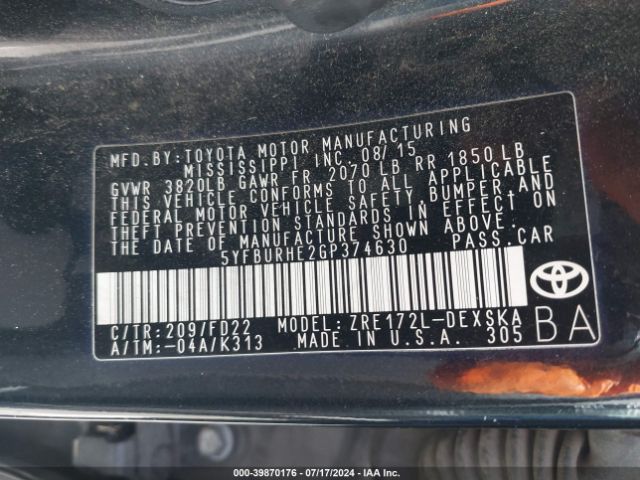 MFD.BY:TOYOTA MOTOR MANUFACTURING
MISSISSIPPI INC.08/15
GVWR 3820LB GAWR FR 2070 LB RR 1850 LB
THIS VEHICLE CONFORMS TO ALL APPLICABLE
FEDERAL MOTOR VEHICLE SAFETY,BUMPER,AND
THEFT PREVENTION STANDARDS IN EFFECT ON
THE DATE OF MANUFACTURE SHOWN ABOVE.
5YFBURHE2GP374630 PASS.CAR
C/TR:209/FD22 MODEL:ZRE172L-DEXSKA
A/TM:-04A/K313 MADE IN U.S.A. 305
BA
000-39870176 - 07/17/2024 - IAA Inc.